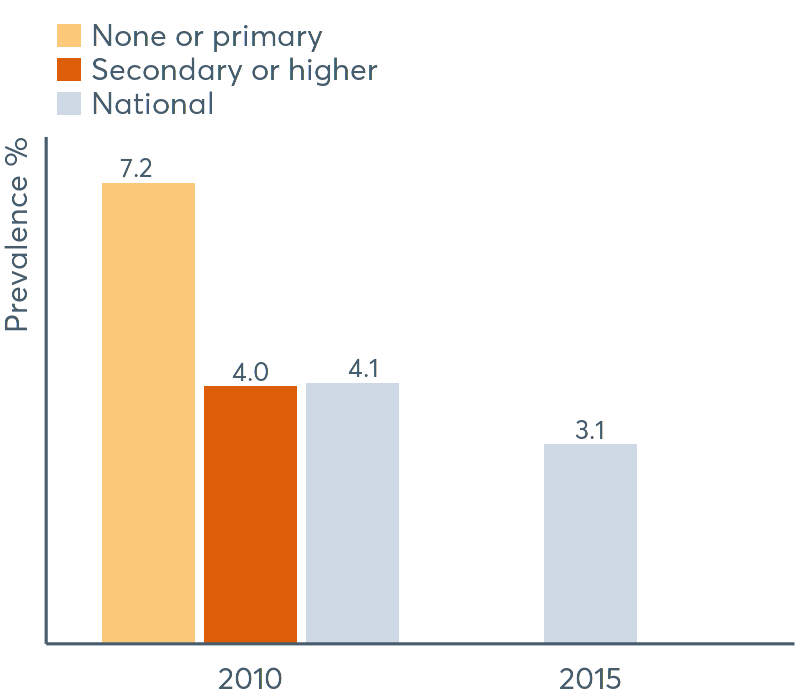 None or primary
Secondary or higher
National
Prevalence %
7.2
4.0
4.1
3.1
2010
2015